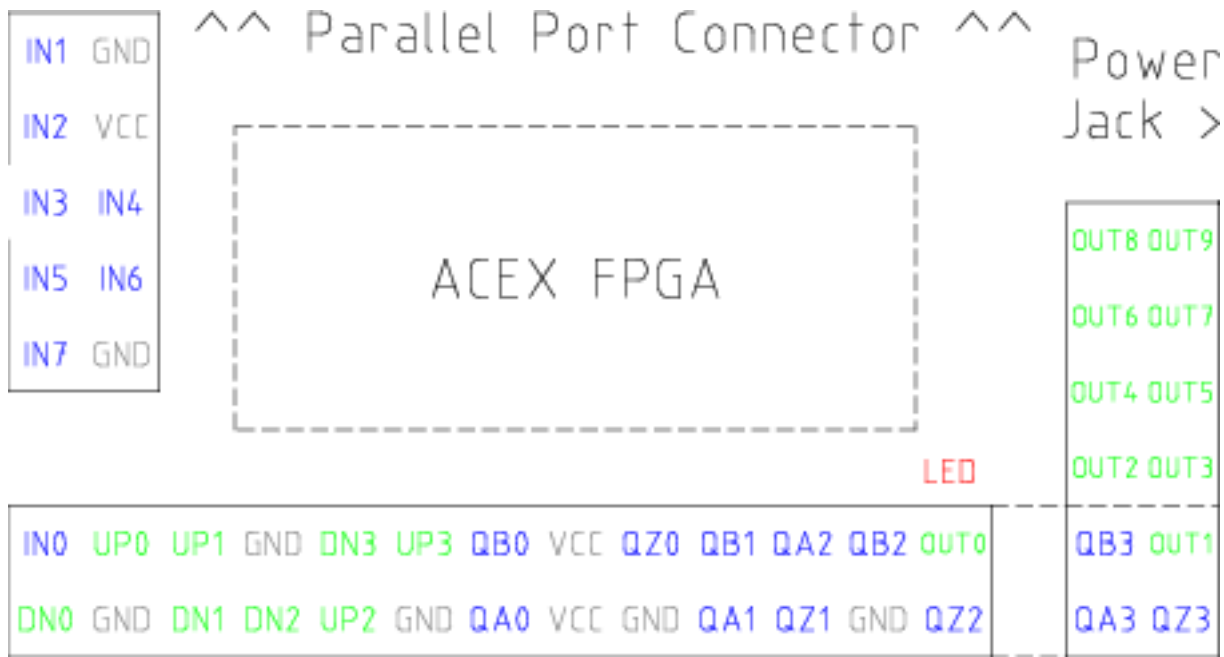 ^^ Parallel Port Connector ^^
Power
Jack >
IN1 GND
IN2 VCC
IN3 IN4
IN5 IN6
IN7 GND
ACEX FPGA
OUT8 OUT9
OUT6 OUT7
OUT4 OUT5
OUT2 OUT3
LED
IN0 UP0 UP1 GND DN3 UP3 QB0 VCC QZ0 QB1 QA2 QB2 OUT0 QB3 OUT1
DN0 GND DN1 DN2 UP2 GND QA0 VCC GND QA1 QZ1 GND QZ2 QA3 QZ3